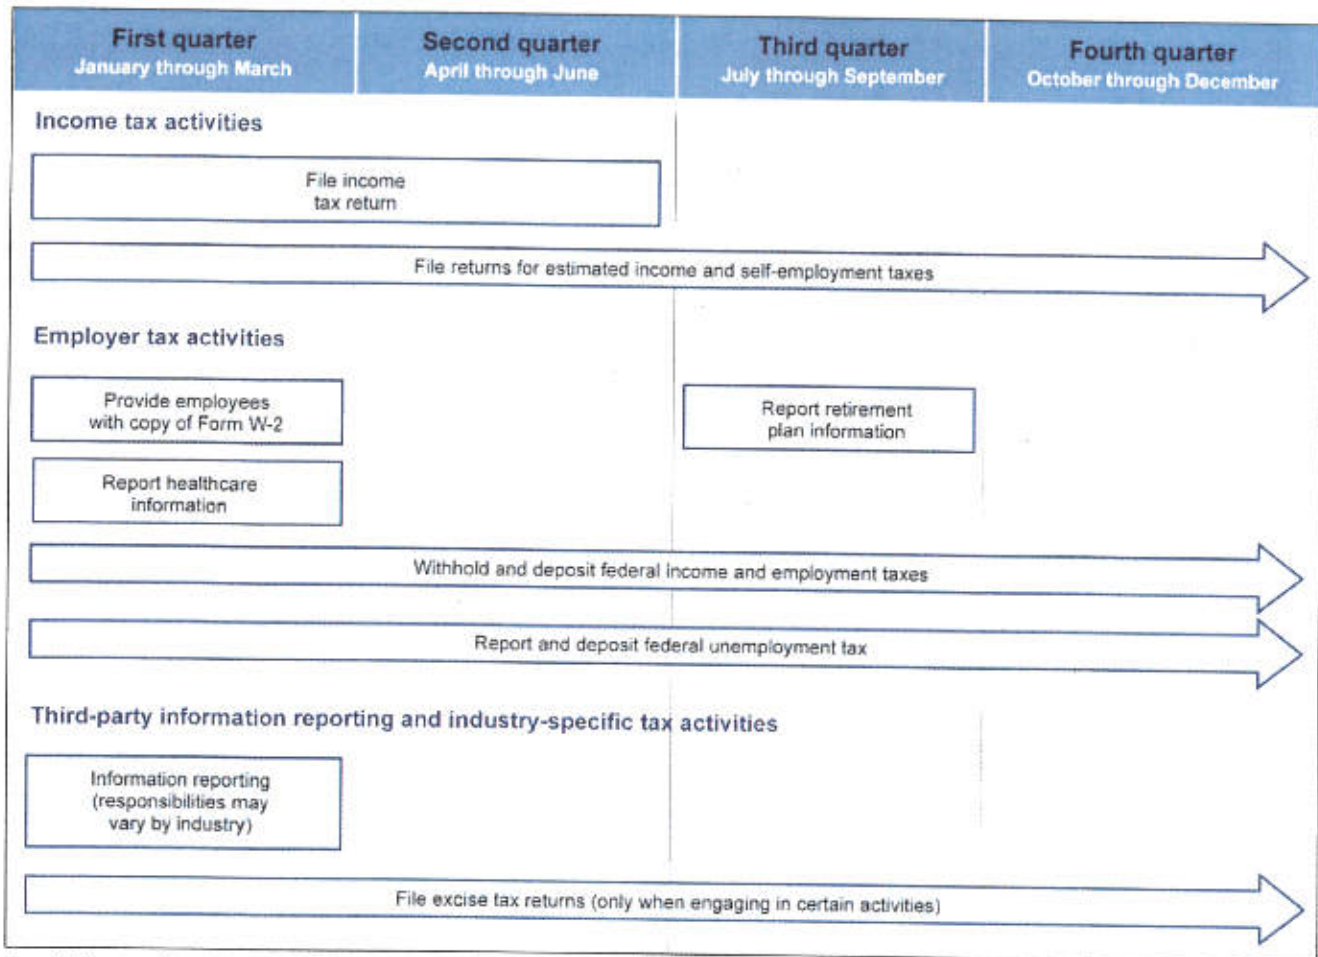 First quarter
January through March
Second quarter
April through June
Third quarter
July through September
Fourth quarter
October through December
Income tax activities
File income
tax return
File returns for estimated income and self-employment taxes
Employer tax activities
Provide employees
with copy of Form W-2
Report retirement
plan information
Report healthcare
information
Withhold and deposit federal income and employment taxes
Report and deposit federal unemployment tax
Third-party information reporting and industry-specific tax activities
Information reporting
(responsibilities may
vary by industry)
File excise tax returns (only when engaging in certain activities)